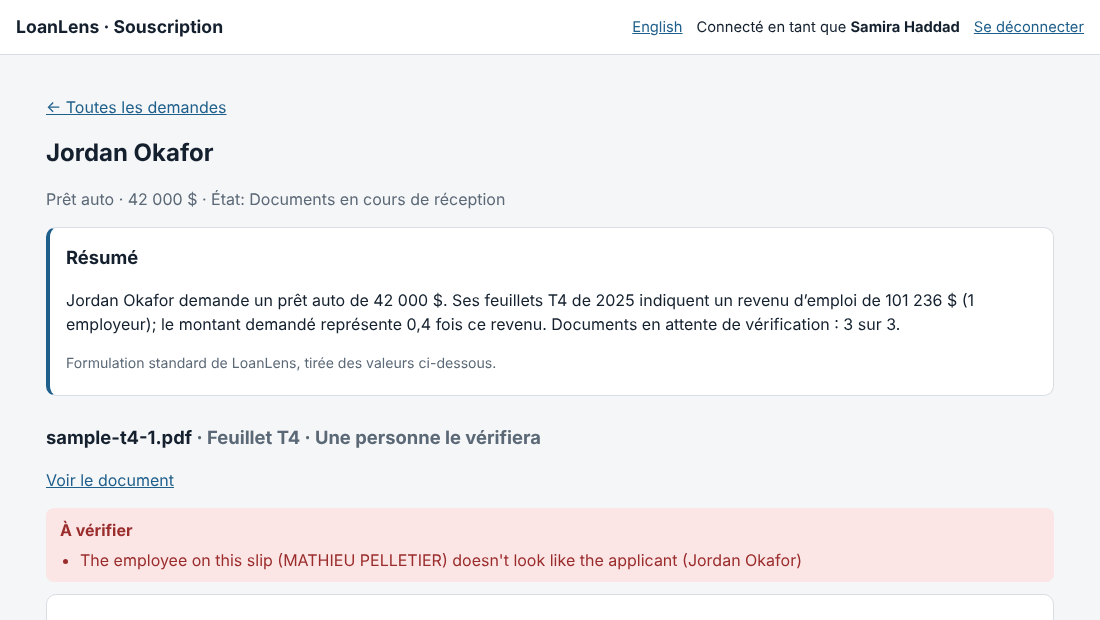 LoanLens · Souscription
English Connecté en tant que Samira Haddad Se déconnecter
← Toutes les demandes
Jordan Okafor
Prêt auto · 42 000 $ · État: Documents en cours de réception
Résumé
Jordan Okafor demande un prêt auto de 42 000 $. Ses feuillets T4 de 2025 indiquent un revenu d’emploi de 101 236 $ (1
employeur); le montant demandé représente 0,4 fois ce revenu. Documents en attente de vérification : 3 sur 3.
Formulation standard de LoanLens, tirée des valeurs ci-dessous.
sample-t4-1.pdf · Feuillet T4 · Une personne le vérifiera
Voir le document
À vérifier
• The employee on this slip (MATHIEU PELLETIER) doesn't look like the applicant (Jordan Okafor)